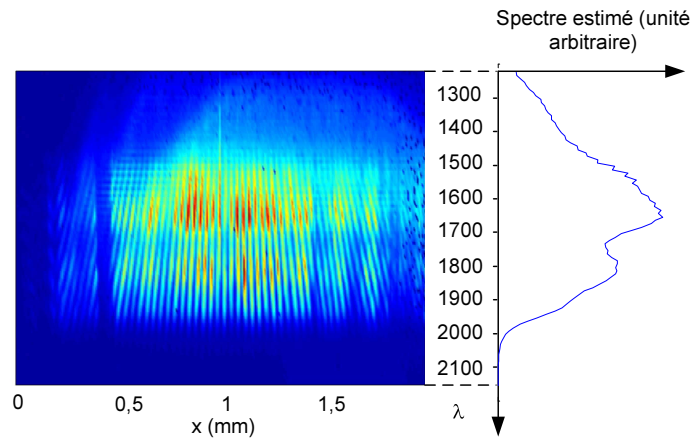 Spectre estimé (unité
arbitraire)
1300
1400
1500
1600
1700
1800
1900
2000
2100
λ
0 0,5 1 1,5
x (mm)